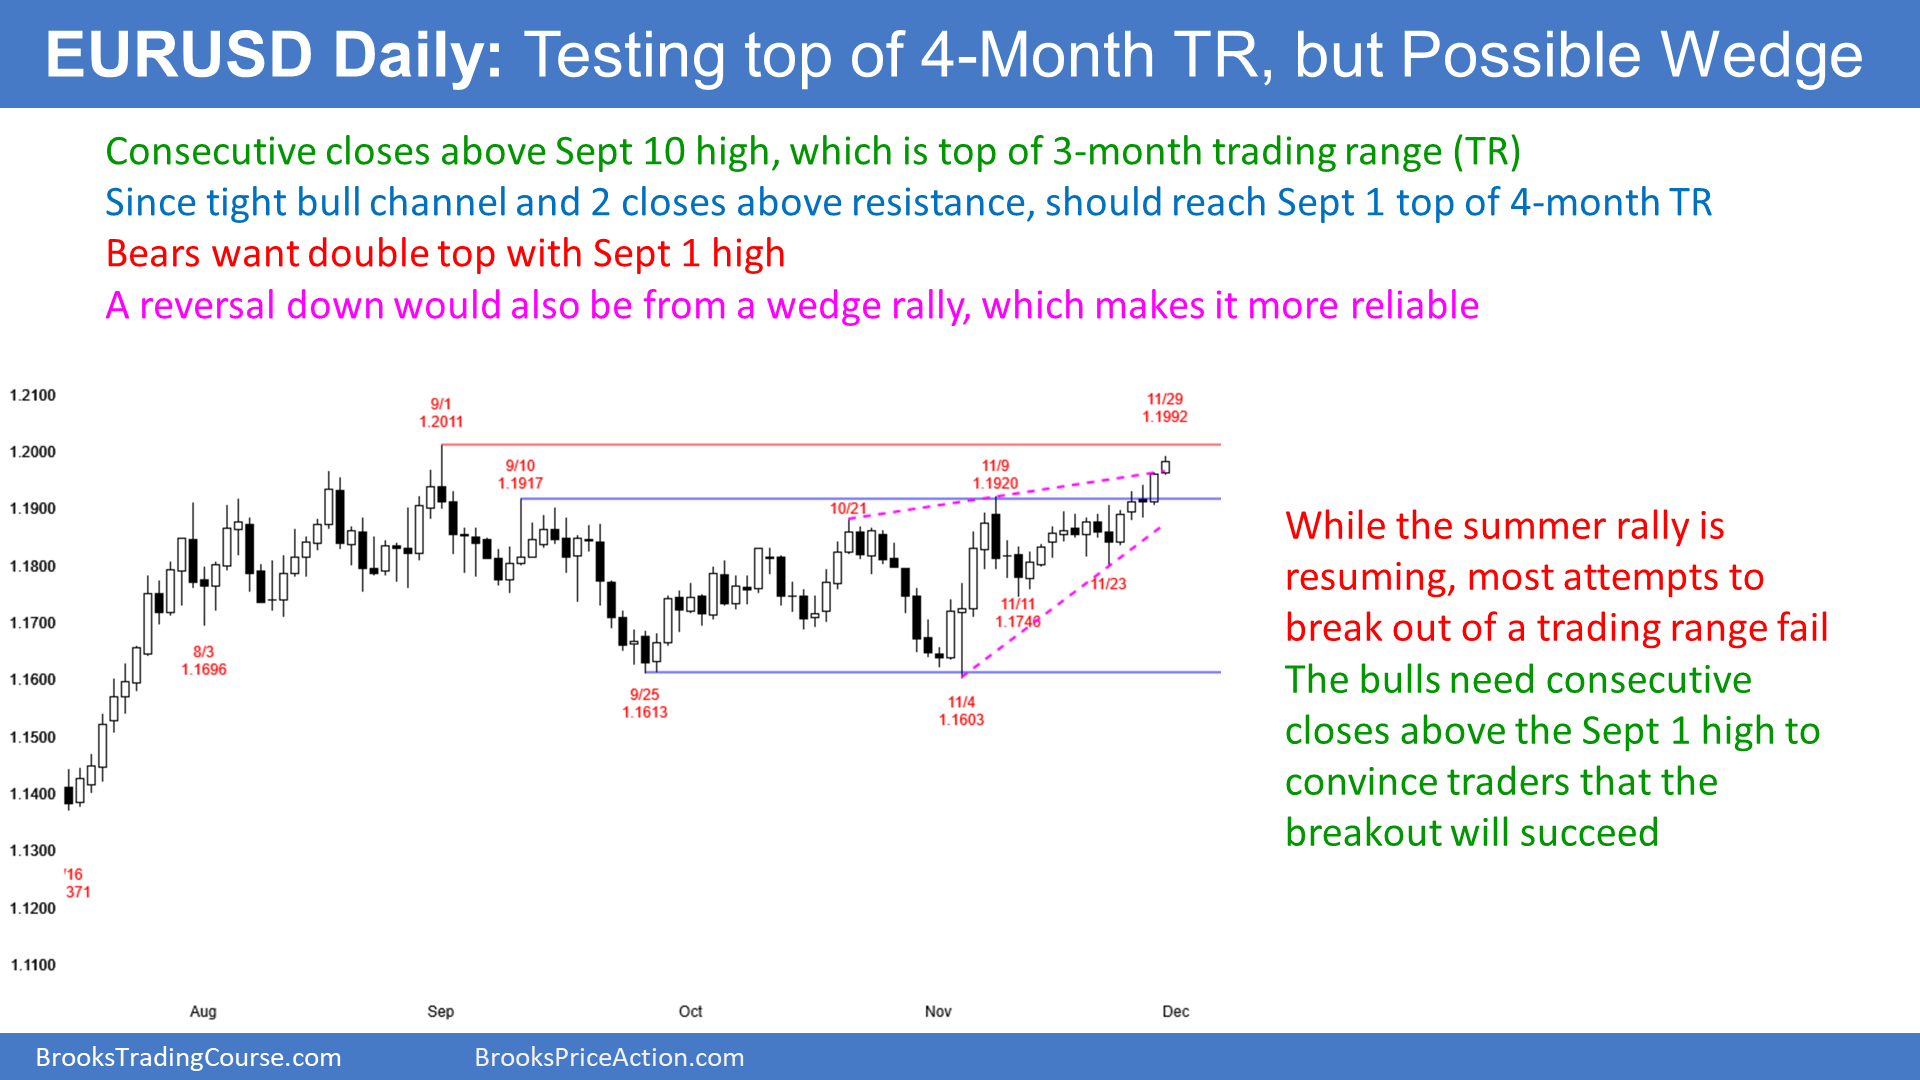 EURUSD Daily: Testing top of 4-Month TR, but Possible Wedge
Consecutive closes above Sept 10 high, which is top of 3-month trading range (TR)
Since tight bull channel and 2 closes above resistance, should reach Sept 1 top of 4-month TR
Bears want double top with Sept 1 high
A reversal down would also be from a wedge rally, which makes it more reliable
1.2100
1.2000
1.1900
1.1800
1.1700
1.1600
1.1500
1.1400
1.1300
1.1200
1.1100
'16
371
8/3
1.1696
9/1
1.2011
9/10
1.1917
9/25
1.1613
10/21
11/4
1.1603
11/9
1.1920
11/11
1.1746
11/23
11/29
1.1992
Aug
Sep
Oct
Nov
Dec
While the summer rally is
resuming, most attempts to
break out of a trading range fail
The bulls need consecutive
closes above the Sept 1 high to
convince traders that the
breakout will succeed
BrooksTradingCourse.com
BrooksPriceAction.com